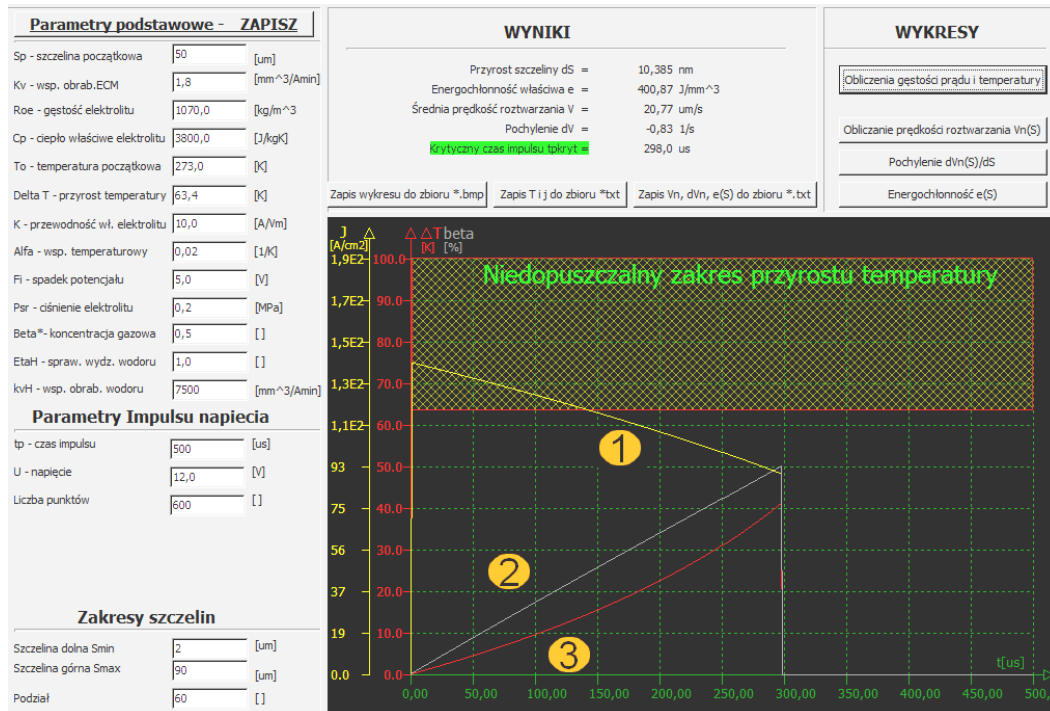 Parametry podstawowe - ZAPISZ
Sp - szczelina początkowa 50 [um]
Kv - wsp. obrab.ECM 1,8 [mm^3/Amin]
Roe - gęstość elektrolitu 1070,0 [kg/m^3
Cp - ciepło właściwe elektrolitu 3800,0 [J/kgK]
To - temperatura początkowa 273,0 [K]
Delta T - przyrost temperatury 63,4 [K]
K - przewodność wł. elektrolitu 10,0 [A/Vm]
Alfa - wsp. temperaturowy 0,02 [1/K]
Fi - spadek potencjału 5,0 [V]
Psr - ciśnienie elektrolitu 0,2 [MPa]
Beta*- koncentracja gazowa 0,5 [ ]
EtaH - spraw. wydz. wodoru 1,0 [ ]
kvH - wsp. obrab. wodoru 7500 [mm^3/Amin]
Parametry Impulsu napiecia
tp - czas impulsu 500 [us]
U - napięcie 12,0 [V]
Liczba punktów 600 [ ]
Zakresy szczelin
Szczelina dolna Smin 2 [um]
Szczelina górna Smax 90 [um]
Podział 60 [ ]
WYNIKI
Przyrost szczeliny dS = 10,385 nm
Energochłonność właściwa e = 400,87 J/mm^3
Średnia prędkość roztwarzania V = 20,77 um/s
Pochylenie dV = -0,83 1/s
Krytyczny czas impulsu tpkryt = 298,0 us
Zapis wykresu do zbioru *.bmp
Zapis T i j do zbioru *txt
Zapis Vn, dVn, e(S) do zbioru *.txt
WYKRESY
Obliczenia gęstości prądu i temperatury
Obliczanie prędkości roztwarzania Vn(S)
Pochylenie dVn(S)/dS
Energochłonność e(S)
J ΔT beta
[A/cm2] [K] [%]
Niedopuszczalny zakres przyrostu temperatury
1,9E2 100.0
1,7E2 90.0
1,5E2 80.0
1,3E2 70.0
1,1E2 60.0
93 50.0
75 40.0
56 30.0
37 20.0
19 10.0
0.0 0.0
1
2
3
t[us]
0,00 50,00 100,00 150,00 200,00 250,00 300,00 350,00 400,00 450,00 500,